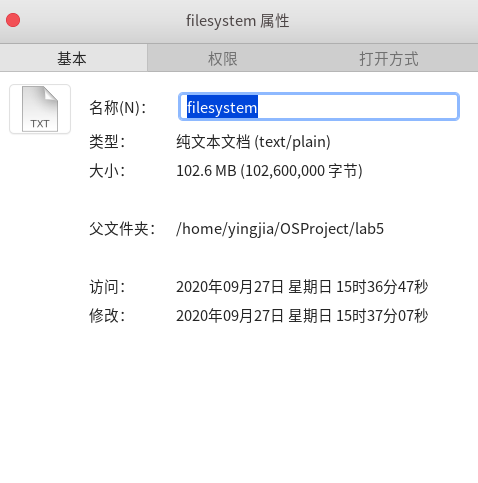 filesystem 属性
基本 权限 打开方式
TXT
名称(N)： filesystem
类型： 纯文本文档 (text/plain)
大小： 102.6 MB (102,600,000 字节)
父文件夹： /home/yingjia/OSProject/lab5
访问： 2020年09月27日 星期日 15时36分47秒
修改： 2020年09月27日 星期日 15时37分07秒